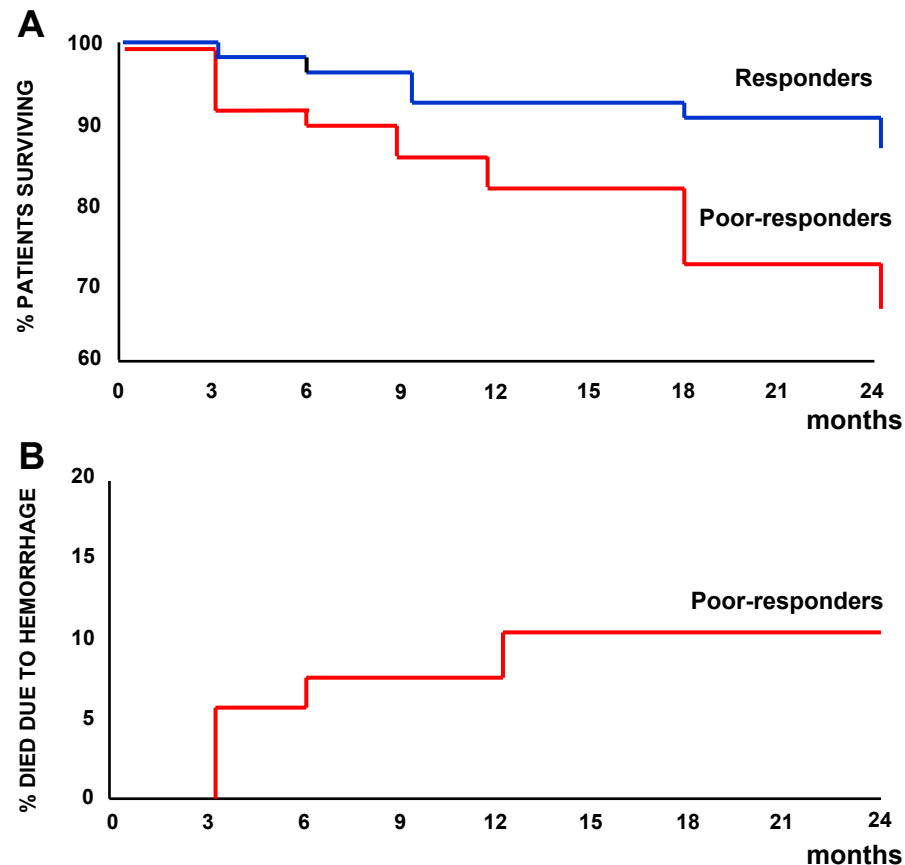 A
% PATIENTS SURVIVING
100
90
80
70
60
Responders
Poor-responders
0 3 6 9 12 15 18 21 24
months
B
% DIED DUE TO HEMORRHAGE
20
15
10
5
0
Poor-responders
0 3 6 9 12 15 18 21 24
months